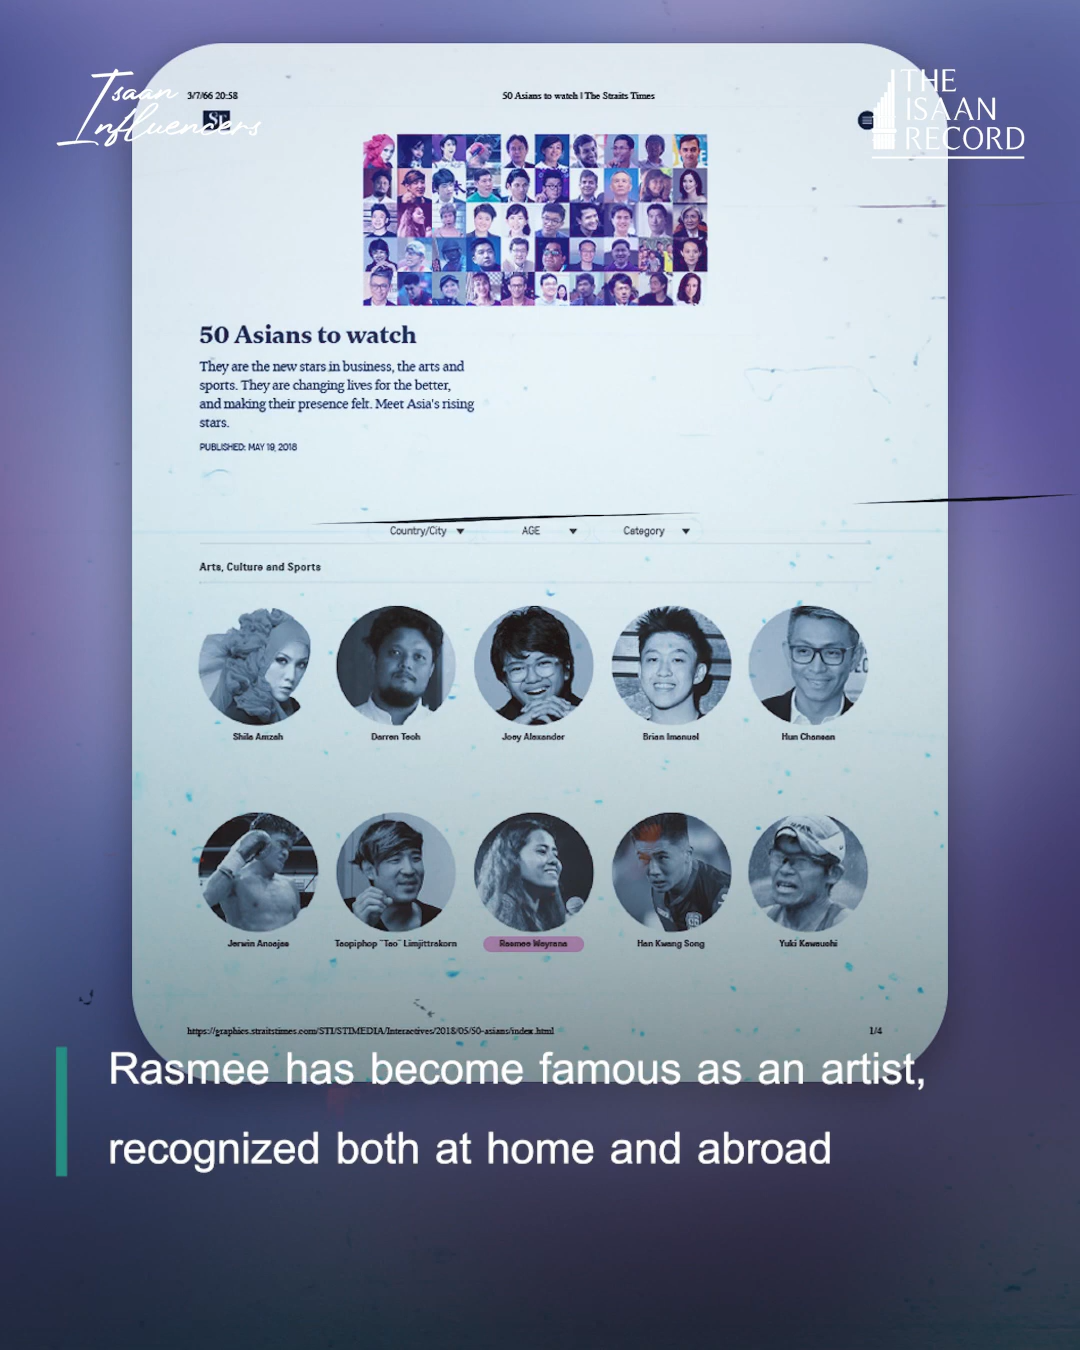 Isaan
Influencers
THE
ISAAN
RECORD
3/7/66 20:58
50 Asians to watch | The Straits Times
ST
50 Asians to watch
They are the new stars in business, the arts and
sports. They are changing lives for the better,
and making their presence felt. Meet Asia's rising
stars.
PUBLISHED: MAY 19, 2018
Country/City
AGE
Category
Arts, Culture and Sports
Shila Amzah
Darren Teoh
Joey Alexander
Brian Imanuel
Hun Chansan
Jerwin Ancajas
Taopiphop "Tao" Limjittrakorn
Rasmee Wayrana
Han Kwang Song
Yuki Kawauchi
https://graphics.straitstimes.com/STI/STIMEDIA/Interactives/2018/05/50-asians/index.html
1/4
Rasmee has become famous as an artist,
recognized both at home and abroad